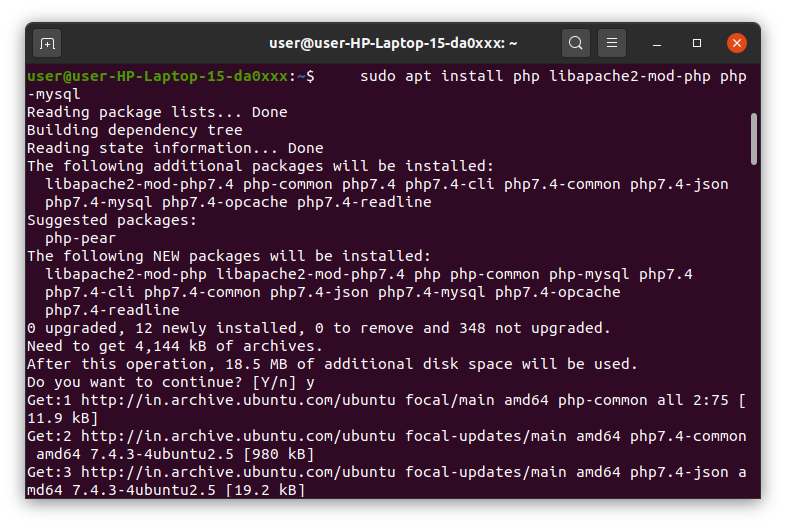 user@user-HP-Laptop-15-da0xxx: ~
user@user-HP-Laptop-15-da0xxx:~$     sudo apt install php libapache2-mod-php php
-mysql
Reading package lists... Done
Building dependency tree
Reading state information... Done
The following additional packages will be installed:
  libapache2-mod-php7.4 php-common php7.4 php7.4-cli php7.4-common php7.4-json
  php7.4-mysql php7.4-opcache php7.4-readline
Suggested packages:
  php-pear
The following NEW packages will be installed:
  libapache2-mod-php libapache2-mod-php7.4 php php-common php-mysql php7.4
  php7.4-cli php7.4-common php7.4-json php7.4-mysql php7.4-opcache
  php7.4-readline
0 upgraded, 12 newly installed, 0 to remove and 348 not upgraded.
Need to get 4,144 kB of archives.
After this operation, 18.5 MB of additional disk space will be used.
Do you want to continue? [Y/n] y
Get:1 http://in.archive.ubuntu.com/ubuntu focal/main amd64 php-common all 2:75 [
11.9 kB]
Get:2 http://in.archive.ubuntu.com/ubuntu focal-updates/main amd64 php7.4-common
 amd64 7.4.3-4ubuntu2.5 [980 kB]
Get:3 http://in.archive.ubuntu.com/ubuntu focal-updates/main amd64 php7.4-json a
md64 7.4.3-4ubuntu2.5 [19.2 kB]